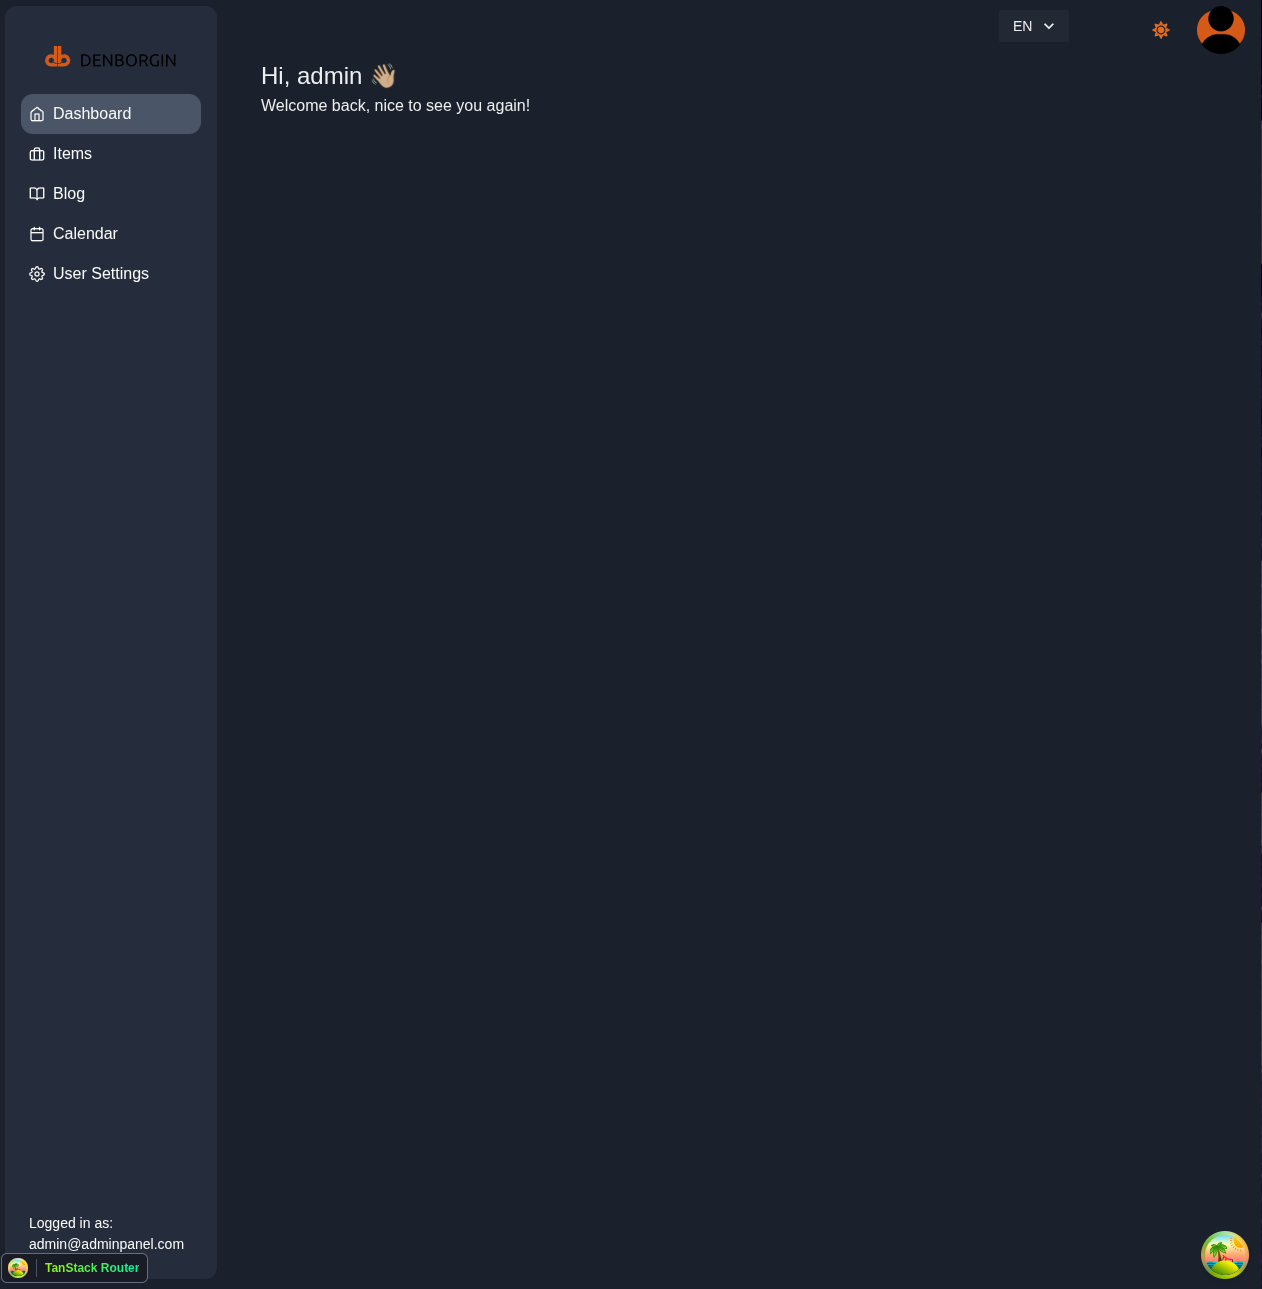 DENBORGIN
Dashboard
Items
Blog
Calendar
User Settings
EN
Hi, admin 👋🏼
Welcome back, nice to see you again!
Logged in as:
admin@adminpanel.com
TanStack Router